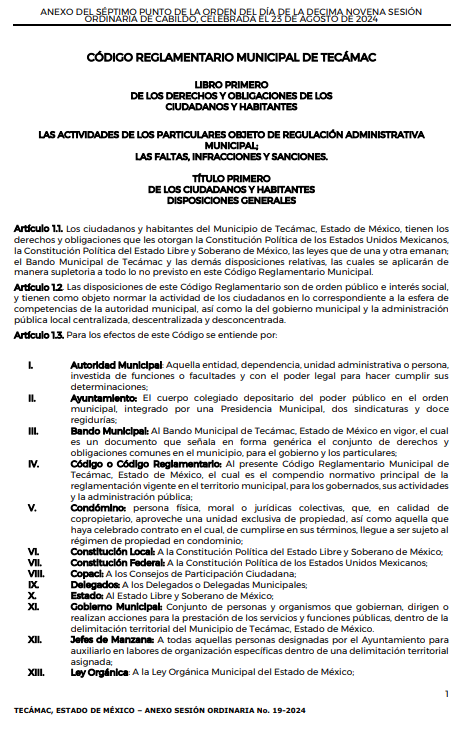 ANEXO DEL SÉPTIMO PUNTO DE LA ORDEN DEL DÍA DE LA DECIMA NOVENA SESIÓN
ORDINARIA DE CABILDO, CELEBRADA EL 23 DE AGOSTO DE 2024
CÓDIGO REGLAMENTARIO MUNICIPAL DE TECÁMAC
LIBRO PRIMERO
DE LOS DERECHOS Y OBLIGACIONES DE LOS
CIUDADANOS Y HABITANTES
LAS ACTIVIDADES DE LOS PARTICULARES OBJETO DE REGULACIÓN ADMINISTRATIVA
MUNICIPAL;
LAS FALTAS, INFRACCIONES Y SANCIONES.
TÍTULO PRIMERO
DE LOS CIUDADANOS Y HABITANTES
DISPOSICIONES GENERALES
Artículo 1.1. Los ciudadanos y habitantes del Municipio de Tecámac, Estado de México, tienen los
derechos y obligaciones que les otorgan la Constitución Política de los Estados Unidos Mexicanos,
la Constitución Política del Estado Libre y Soberano de México, las leyes que de una y otra emanan;
el Bando Municipal de Tecámac y las demás disposiciones relativas, las cuales se aplicarán de
manera supletoria a todo lo no previsto en este Código Reglamentario Municipal.
Artículo 1.2. Las disposiciones de este Código Reglamentario son de orden público e interés social,
y tienen como objeto normar la actividad de los ciudadanos en lo correspondiente a la esfera de
competencias de la autoridad municipal, así como la del gobierno municipal y la administración
pública local centralizada, descentralizada y desconcentrada.
Artículo 1.3. Para los efectos de este Código se entiende por:
I. Autoridad Municipal: Aquella entidad, dependencia, unidad administrativa o persona,
investida de funciones o facultades y con el poder legal para hacer cumplir sus
determinaciones;
II. Ayuntamiento: El cuerpo colegiado depositario del poder público en el orden
municipal, integrado por una Presidencia Municipal, dos sindicaturas y doce
regidurías;
III. Bando Municipal: Al Bando Municipal de Tecámac, Estado de México en vigor, el cual
es un documento que señala en forma genérica el conjunto de derechos y
obligaciones comunes en el municipio, para el gobierno y los particulares;
IV. Código o Código Reglamentario: Al presente Código Reglamentario Municipal de
Tecámac, Estado de México, el cual es el compendio normativo principal de la
reglamentación vigente en el territorio municipal, para los gobernados, sus actividades
y la administración pública;
V. Condómino: persona física, moral o jurídicas colectivas, que, en calidad de
copropietario, aproveche una unidad exclusiva de propiedad, así como aquella que
haya celebrado contrato en el cual, de cumplirse en sus términos, llegue a ser sujeto al
régimen de propiedad en condominio;
VI. Constitución Local: A la Constitución Política del Estado Libre y Soberano de México;
VII. Constitución Federal: A la Constitución Política de los Estados Unidos Mexicanos;
VIII. Copaci: A los Consejos de Participación Ciudadana;
IX. Delegados: A los Delegados o Delegadas Municipales;
X. Estado: Al Estado Libre y Soberano de México;
XI. Gobierno Municipal: Conjunto de personas y organismos que gobiernan, dirigen o
realizan acciones para la prestación de los servicios y funciones públicas, dentro de la
delimitación territorial del Municipio de Tecámac, Estado de México.
XII. Jefes de Manzana: A todas aquellas personas designadas por el Ayuntamiento para
auxiliarlo en labores de organización específicas dentro de una delimitación territorial
asignada;
XIII. Ley Orgánica: A la Ley Orgánica Municipal del Estado de México;
1
TECÁMAC, ESTADO DE MÉXICO – ANEXO SESIÓN ORDINARIA No. 19-2024